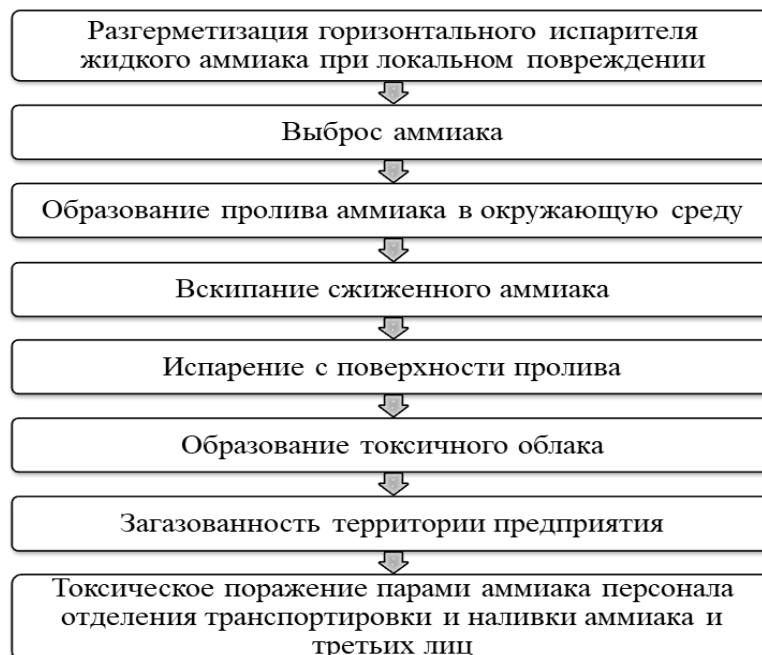 Разгерметизация горизонтального испарителя
жидкого аммиака при локальном повреждении
Выброс аммиака
Образование пролива аммиака в окружающую среду
Вскипание сжиженного аммиака
Испарение с поверхности пролива
Образование токсичного облака
Загазованность территории предприятия
Токсическое поражение парами аммиака персонала
отделения транспортировки и наливки аммиака и
третьих лиц